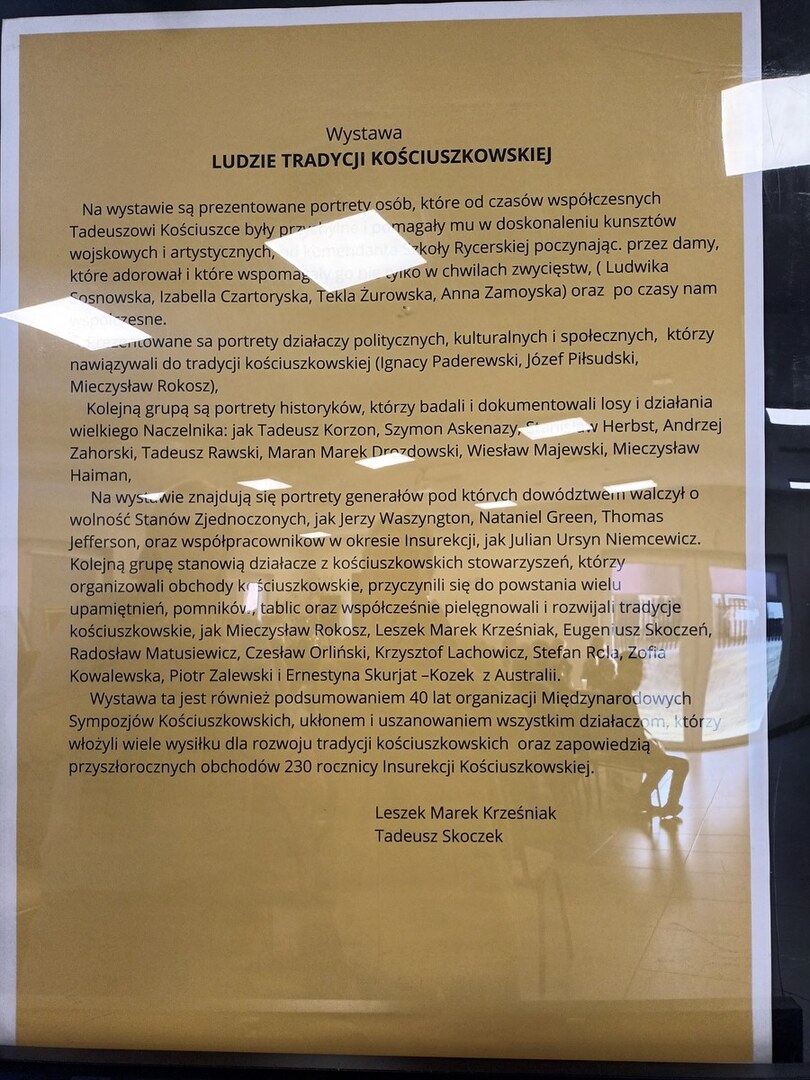 Wystawa
LUDZIE TRADYCJI KOŚCIUSZKOWSKIEJ
Na wystawie są prezentowane portrety osób, które od czasów współczesnych
Tadeuszowi Kościuszce były przychylne i pomagały mu w doskonaleniu kunsztów
wojskowych i artystycznych, od komendanta Szkoły Rycerskiej poczynając. przez damy,
które adorował i które wspomagały go nie tylko w chwilach zwycięstw, ( Ludwika
Sosnowska, Izabella Czartoryska, Tekla Żurowska, Anna Zamoyska) oraz po czasy nam
współczesne.
Prezentowane sa portrety działaczy politycznych, kulturalnych i społecznych, którzy
nawiązywali do tradycji kościuszkowskiej (Ignacy Paderewski, Józef Piłsudski,
Mieczysław Rokosz),
Kolejną grupą są portrety historyków, którzy badali i dokumentowali losy i działania
wielkiego Naczelnika: jak Tadeusz Korzon, Szymon Askenazy, Stanisław Herbst, Andrzej
Zahorski, Tadeusz Rawski, Maran Marek Drozdowski, Wiesław Majewski, Mieczysław
Haiman,
Na wystawie znajdują się portrety generałów pod których dowództwem walczył o
wolność Stanów Zjednoczonych, jak Jerzy Waszyngton, Nataniel Green, Thomas
Jefferson, oraz współpracownikow w okresie Insurekcji, jak Julian Ursyn Niemcewicz.
Kolejną grupę stanowią działacze z kościuszkowskich stowarzyszeń, którzy
organizowali obchody kościuszkowskie, przyczynili się do powstania wielu
upamiętnień, pomników, tablic oraz współcześnie pielęgnowali i rozwijali tradycje
kościuszkowskie, jak Mieczysław Rokosz, Leszek Marek Krześniak, Eugeniusz Skoczeń,
Radosław Matusiewicz, Czesław Orliński, Krzysztof Lachowicz, Stefan Rola, Zofia
Kowalewska, Piotr Zalewski i Ernestyna Skurjat –Kozek z Australii.
Wystawa ta jest również podsumowaniem 40 lat organizacji Międzynarodowych
Sympozjów Kościuszkowskich, ukłonem i uszanowaniem wszystkim działaczom, którzy
włożyli wiele wysiłku dla rozwoju tradycji kościuszkowskich oraz zapowiedzią
przyszłorocznych obchodów 230 rocznicy Insurekcji Kościuszkowskiej.
Leszek Marek Krześniak
Tadeusz Skoczek